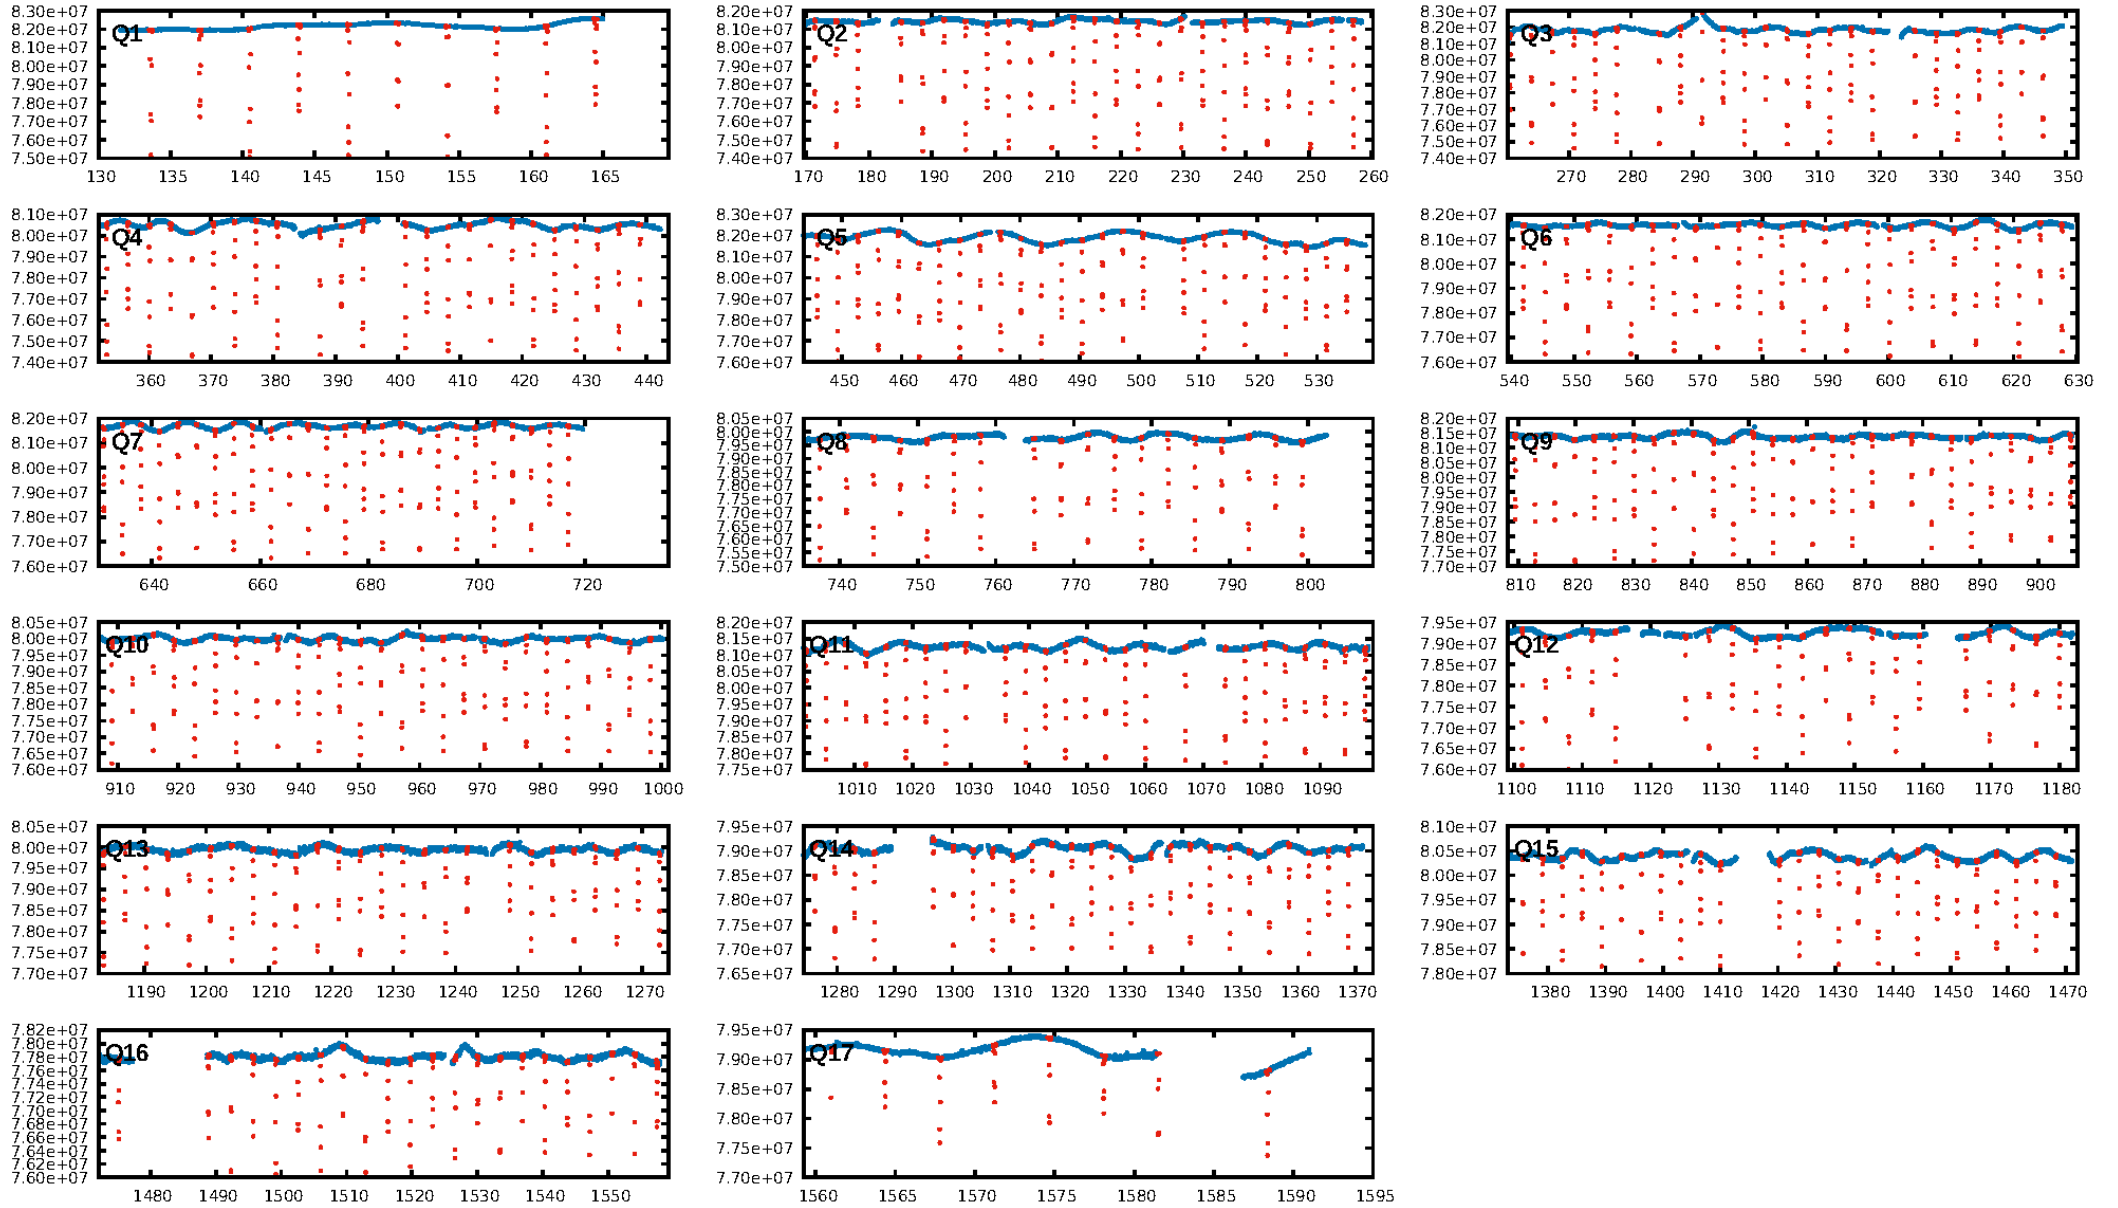 8.30e+07
8.20e+07
8.10e+07
8.00e+07
7.90e+07
7.80e+07
7.70e+07
7.60e+07
7.50e+07
Q1
130 135 140 145 150 155 160 165
8.20e+07
8.10e+07
8.00e+07
7.90e+07
7.80e+07
7.70e+07
7.60e+07
7.50e+07
7.40e+07
Q2
170 180 190 200 210 220 230 240 250 260
8.30e+07
8.20e+07
8.10e+07
8.00e+07
7.90e+07
7.80e+07
7.70e+07
7.60e+07
7.50e+07
7.40e+07
Q3
270 280 290 300 310 320 330 340 350
8.10e+07
8.00e+07
7.90e+07
7.80e+07
7.70e+07
7.60e+07
7.50e+07
7.40e+07
Q4
360 370 380 390 400 410 420 430 440
8.30e+07
8.20e+07
8.10e+07
8.00e+07
7.90e+07
7.80e+07
7.70e+07
7.60e+07
Q5
450 460 470 480 490 500 510 520 530
8.20e+07
8.10e+07
8.00e+07
7.90e+07
7.80e+07
7.70e+07
7.60e+07
Q6
540 550 560 570 580 590 600 610 620 630
8.20e+07
8.10e+07
8.00e+07
7.90e+07
7.80e+07
7.70e+07
7.60e+07
Q7
640 660 680 700 720
8.05e+07
8.00e+07
7.95e+07
7.90e+07
7.85e+07
7.80e+07
7.75e+07
7.70e+07
7.65e+07
7.60e+07
7.55e+07
7.50e+07
Q8
740 750 760 770 780 790 800
8.20e+07
8.15e+07
8.10e+07
8.05e+07
8.00e+07
7.95e+07
7.90e+07
7.85e+07
7.80e+07
7.75e+07
7.70e+07
Q9
810 820 830 840 850 860 870 880 890 900
8.05e+07
8.00e+07
7.95e+07
7.90e+07
7.85e+07
7.80e+07
7.75e+07
7.70e+07
7.65e+07
7.60e+07
Q10
910 920 930 940 950 960 970 980 990 1000
8.20e+07
8.15e+07
8.10e+07
8.05e+07
8.00e+07
7.95e+07
7.90e+07
7.85e+07
7.80e+07
7.75e+07
Q11
1010 1020 1030 1040 1050 1060 1070 1080 1090
7.95e+07
7.90e+07
7.85e+07
7.80e+07
7.75e+07
7.70e+07
7.65e+07
7.60e+07
Q12
1100 1110 1120 1130 1140 1150 1160 1170 1180
8.05e+07
8.00e+07
7.95e+07
7.90e+07
7.85e+07
7.80e+07
7.75e+07
7.70e+07
Q13
1190 1200 1210 1220 1230 1240 1250 1260 1270
7.95e+07
7.90e+07
7.85e+07
7.80e+07
7.75e+07
7.70e+07
7.65e+07
Q14
1280 1290 1300 1310 1320 1330 1340 1350 1360 1370
8.10e+07
8.05e+07
8.00e+07
7.95e+07
7.90e+07
7.85e+07
7.80e+07
Q15
1380 1390 1400 1410 1420 1430 1440 1450 1460 1470
7.82e+07
7.80e+07
7.78e+07
7.76e+07
7.74e+07
7.72e+07
7.70e+07
7.68e+07
7.66e+07
7.64e+07
7.62e+07
7.60e+07
Q16
1480 1490 1500 1510 1520 1530 1540 1550
7.95e+07
7.90e+07
7.85e+07
7.80e+07
7.75e+07
7.70e+07
Q17
1560 1565 1570 1575 1580 1585 1590 1595